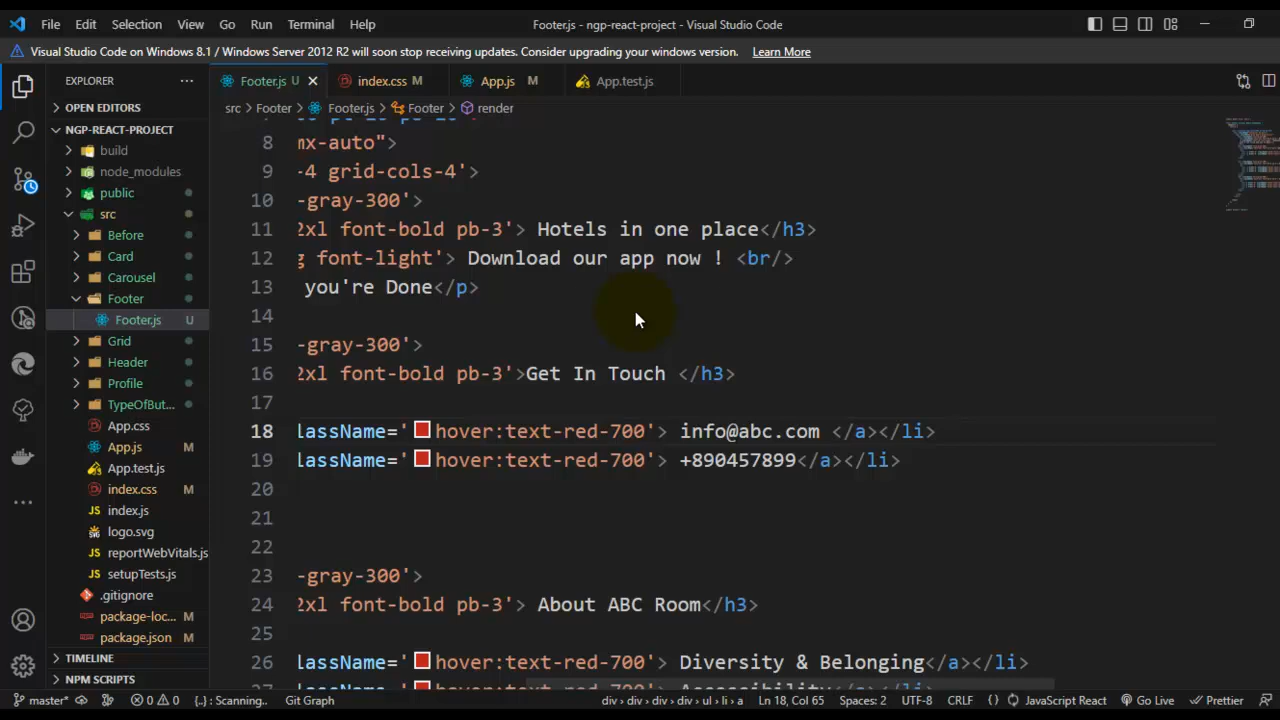 File Edit Selection View Go Run Terminal Help Footer.js - ngp-react-project - Visual Studio Code
Visual Studio Code on Windows 8.1 / Windows Server 2012 R2 will soon stop receiving updates. Consider upgrading your windows version. Learn More
EXPLORER
Footer.js U
index.css M
App.js M
App.test.js
src > Footer > Footer.js > Footer > render
OPEN EDITORS
NGP-REACT-PROJECT
build
node_modules
public
src
Before
Card
Carousel
Footer
Footer.js U
Grid
Header
Profile
TypeOfBut...
App.css
App.js M
App.test.js
index.css M
index.js
logo.svg
reportWebVitals.js
setupTests.js
.gitignore
package-loc... M
package.json M
TIMELINE
NPM SCRIPTS
8 mx-auto">
9 -4 grid-cols-4'>
10 -gray-300'>
11 2xl font-bold pb-3'> Hotels in one place</h3>
12 g font-light'> Download our app now ! <br/>
13 you're Done</p>
14
15 -gray-300'>
16 2xl font-bold pb-3'>Get In Touch </h3>
17
18 lassName='hover:text-red-700'> info@abc.com </a></li>
19 lassName='hover:text-red-700'> +890457899</a></li>
20
21
22
23 -gray-300'>
24 2xl font-bold pb-3'> About ABC Room</h3>
25
26 lassName='hover:text-red-700'> Diversity & Belonging</a></li>
27 lassName='hover:text-red-700'> Accessibility</a></li>
master* 0 0 {..} : Scanning.. Git Graph div > div > div > div > ul > li > a Ln 18, Col 65 Spaces: 2 UTF-8 CRLF {} JavaScript React Go Live Prettier